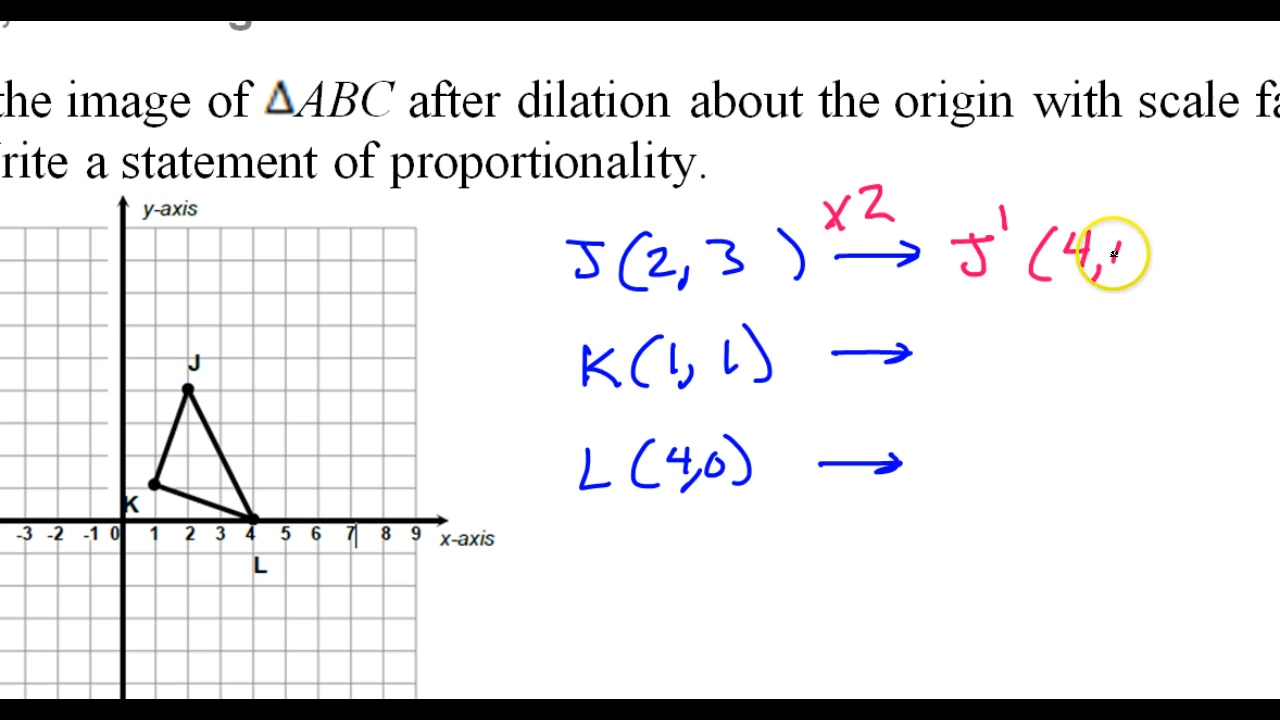 the image of ΔABC after dilation about the origin with scale
rite a statement of proportionality.
y-axis
x2
J(2, 3 ) → J' (4,
K(1, 1) →
L (4,0) →
J
K
-3 -2 -1 0 1 2 3 4 5 6 7 8 9 x-axis
L